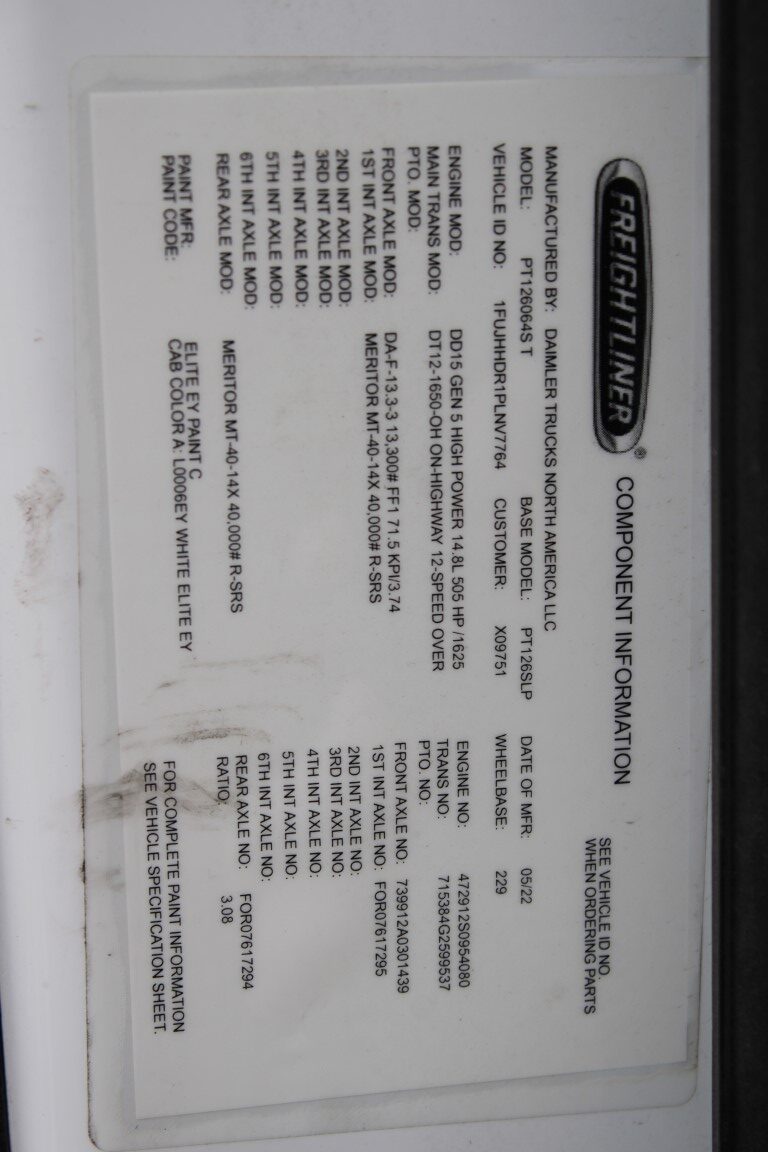 FREIGHTLINER ® COMPONENT INFORMATION
SEE VEHICLE ID NO.
WHEN ORDERING PARTS
MANUFACTURED BY: DAIMLER TRUCKS NORTH AMERICA LLC
MODEL: PT126064S T BASE MODEL: PT126SLP DATE OF MFR: 05/22
VEHICLE ID NO: 1FUJHHDR1PLNV7764 CUSTOMER: X09751 WHEELBASE: 229
ENGINE MOD: DD15 GEN 5 HIGH POWER 14.8L 505 HP /1625 ENGINE NO: 472912S0954080
MAIN TRANS MOD: DT12-1650-OH ON-HIGHWAY 12-SPEED OVER TRANS NO: 715384G2599537
PTO. MOD: PTO. NO:
FRONT AXLE MOD: DA-F-13.3-3 13,300# FF1 71.5 KPI/3.74 FRONT AXLE NO: 739912A0301439
1ST INT AXLE MOD: MERITOR MT-40-14X 40,000# R-SRS 1ST INT AXLE NO: FOR07617295
2ND INT AXLE MOD: 2ND INT AXLE NO:
3RD INT AXLE MOD: 3RD INT AXLE NO:
4TH INT AXLE MOD: 4TH INT AXLE NO:
5TH INT AXLE MOD: 5TH INT AXLE NO:
6TH INT AXLE MOD: 6TH INT AXLE NO:
REAR AXLE MOD: MERITOR MT-40-14X 40,000# R-SRS REAR AXLE NO: FOR07617294
RATIO: 3.08
PAINT MFR: ELITE EY PAINT C FOR COMPLETE PAINT INFORMATION
PAINT CODE: CAB COLOR A: L0006EY WHITE ELITE EY SEE VEHICLE SPECIFICATION SHEET.